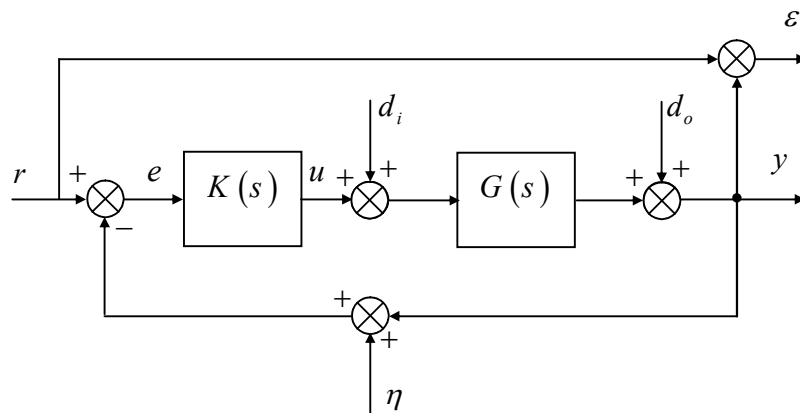 ε
d_i
d_o
r
+
e
K(s)
u
+
+
G(s)
+
+
y
−
+
+
η